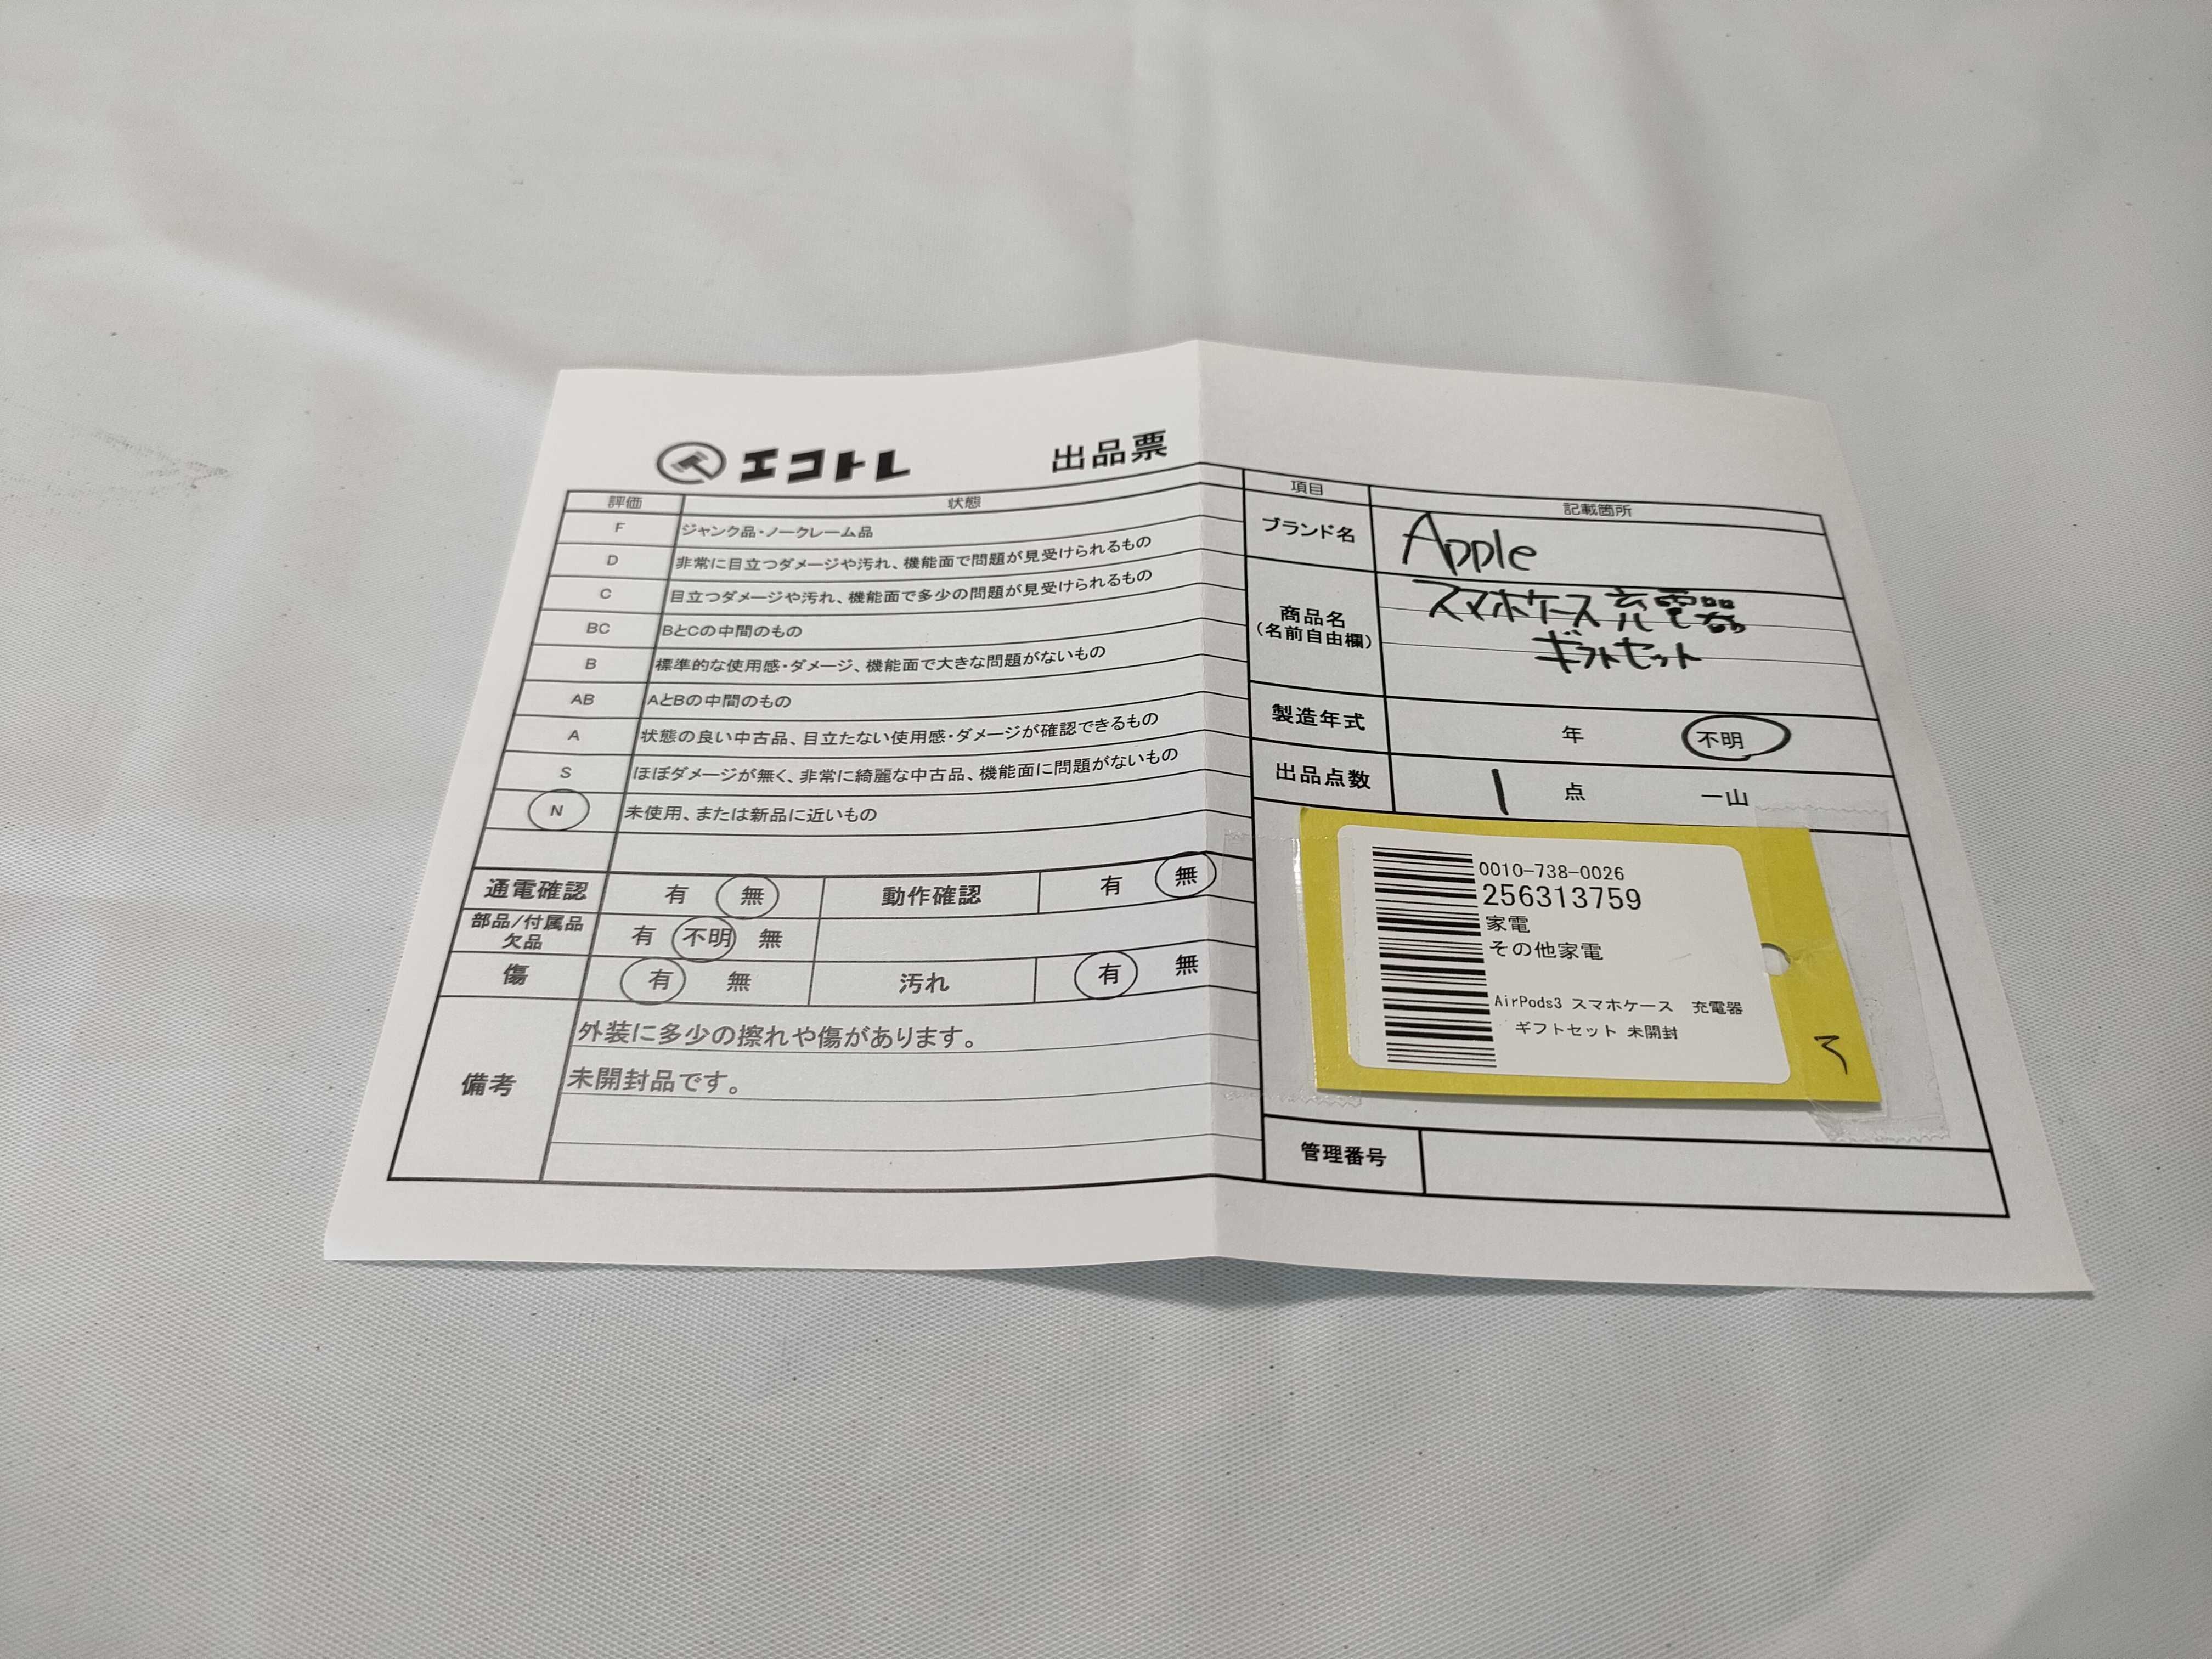 エコトレ 出品票
評価 状態
F ジャンク品・ノークレーム品
D 非常に目立つダメージや汚れ、機能面で問題が見受けられるもの
C 目立つダメージや汚れ、機能面で多少の問題が見受けられるもの
BC BとCの中間のもの
B 標準的な使用感・ダメージ、機能面で大きな問題がないもの
AB AとBの中間のもの
A 状態の良い中古品、目立たない使用感・ダメージが確認できるもの
S ほぼダメージが無く、非常に綺麗な中古品、機能面に問題がないもの
N 未使用、または新品に近いもの
通電確認 有 無 動作確認 有 無
部品/付属品
欠品 有 不明 無
傷 有 無 汚れ 有 無
備考
外装に多少の擦れや傷があります。
未開封品です。
項目 記載箇所
ブランド名 Apple
商品名
(名前自由欄)
スマホケース 充電器
ギフトセット
製造年式 年 不明
出品点数 1 点 一山
0010-738-0026
256313759
家電
その他家電
AirPods3 スマホケース 充電器
ギフトセット 未開封
管理番号